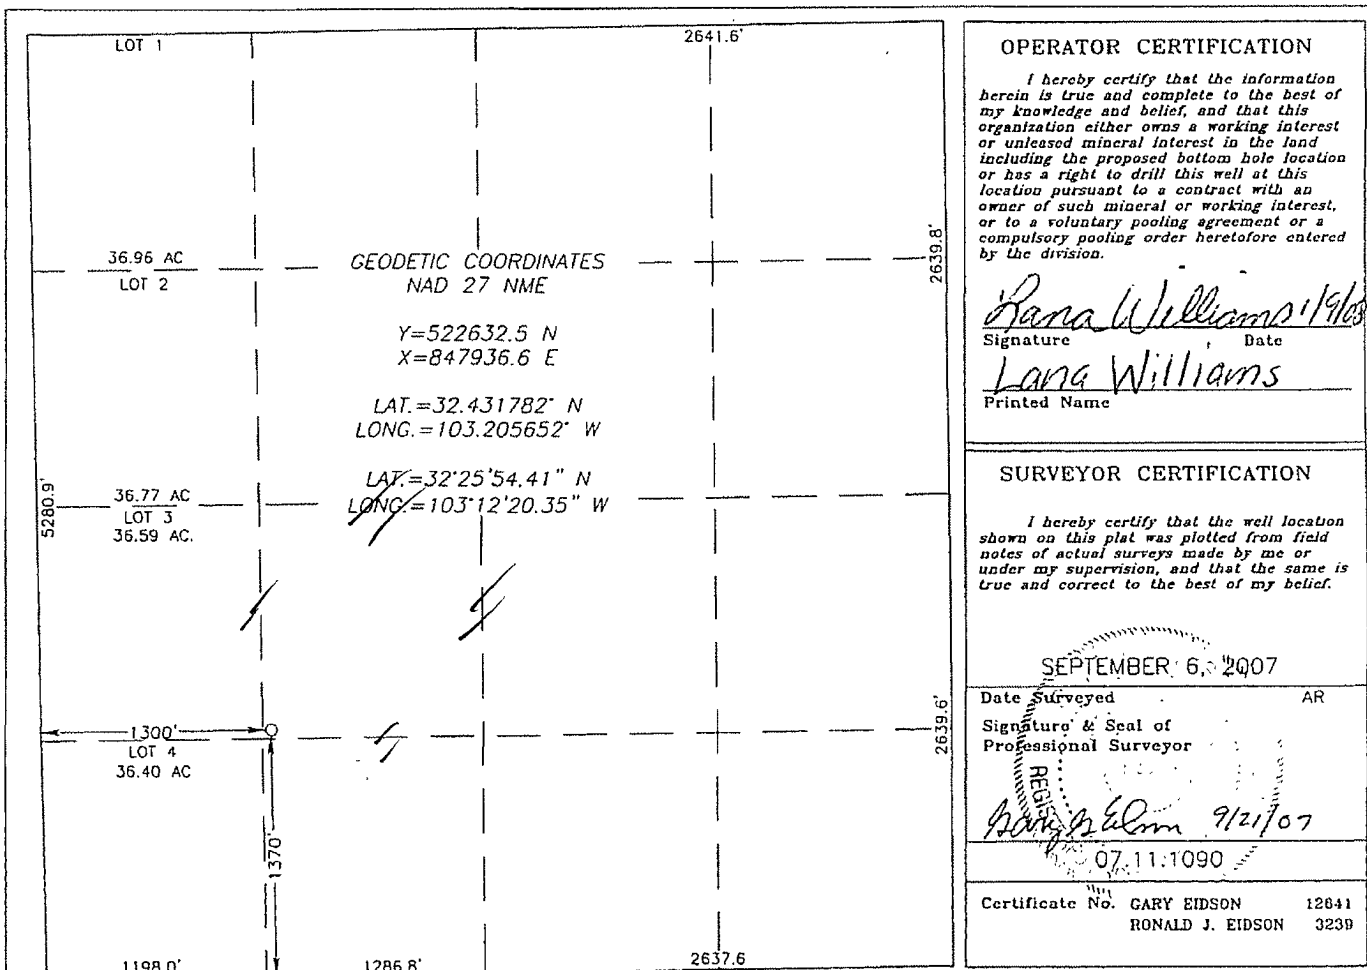 LOT 1
2641.6'
36.96 AC
LOT 2
GEODETIC COORDINATES
NAD 27 NME
Y=522632.5 N
X=847936.6 E
LAT.=32.431782° N
LONG.=103.205652° W
LAT.=32°25'54.41" N
LONG.=103°12'20.35" W
2639.8'
5280.9'
36.77 AC
LOT 3
36.59 AC.
1300'
LOT 4
36.40 AC
2639.6'
1370'
1198.0'
1286.8'
2637.6
OPERATOR CERTIFICATION
I hereby certify that the information
herein is true and complete to the best of
my knowledge and belief, and that this
organization either owns a working interest
or unleased mineral interest in the land
including the proposed bottom hole location
or has a right to drill this well at this
location pursuant to a contract with an
owner of such mineral or working interest,
or to a voluntary pooling agreement or a
compulsory pooling order heretofore entered
by the division.
Lana Williams 1/9/08
Signature Date
Lana Williams
Printed Name
SURVEYOR CERTIFICATION
I hereby certify that the well location
shown on this plat was plotted from field
notes of actual surveys made by me or
under my supervision, and that the same is
true and correct to the best of my belief.
SEPTEMBER 6, 2007
Date Surveyed AR
Signature & Seal of
Professional Surveyor
REGIS
9/21/07
07.11.1090
Certificate No. GARY EIDSON 12641
RONALD J. EIDSON 3239